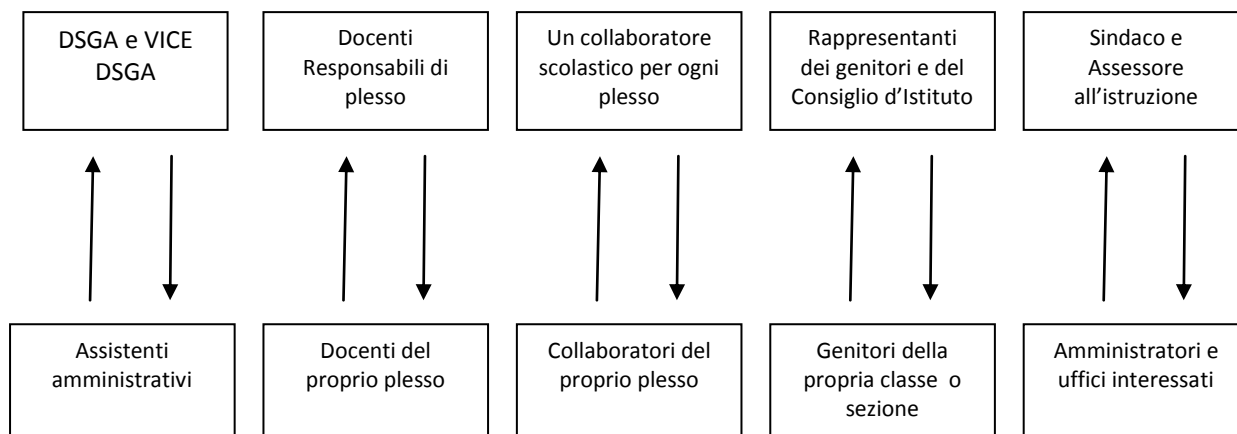 DSGA e VICE
DSGA
Docenti
Responsabili di
plesso
Un collaboratore
scolastico per ogni
plesso
Rappresentanti
dei genitori e del
Consiglio d’Istituto
Sindaco e
Assessore
all’istruzione
Assistenti
amministrativi
Docenti del
proprio plesso
Collaboratori del
proprio plesso
Genitori della
propria classe o
sezione
Amministratori e
uffici interessati